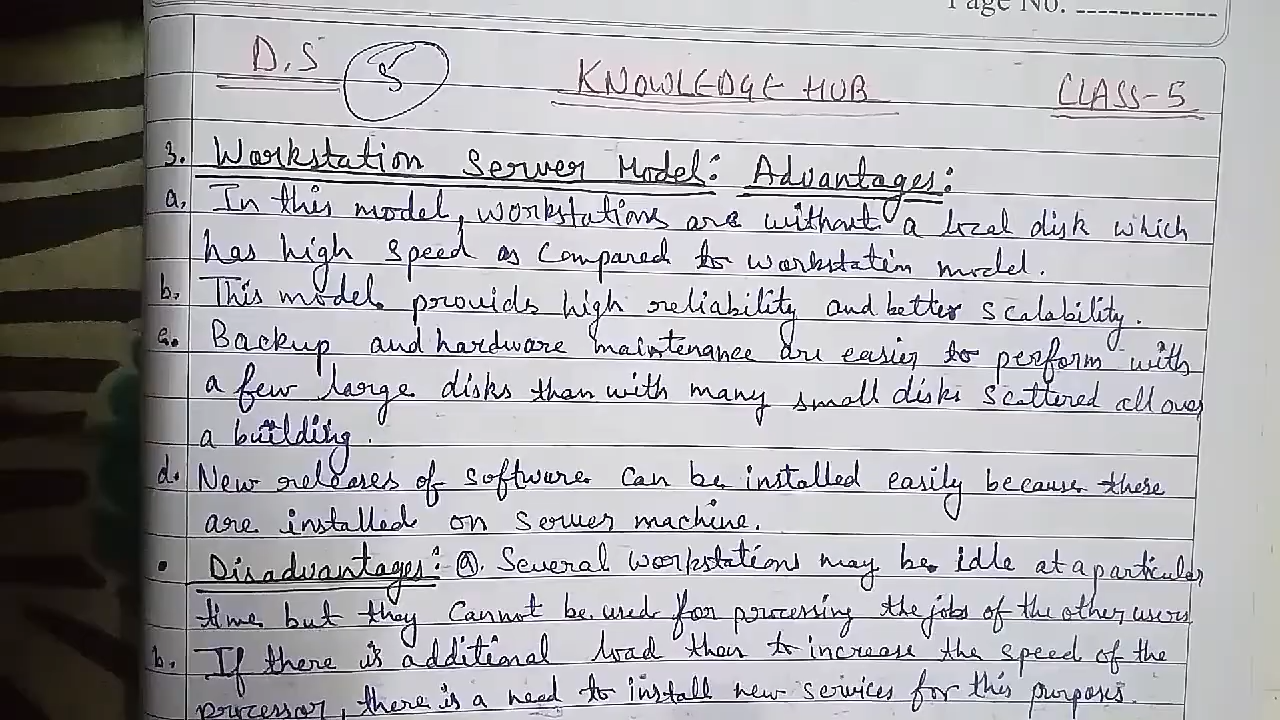 Page No.
D.S 5 KNOWLEDGE HUB CLASS-5
3. Workstation Server Model: Advantages:
a. In this model, workstations are without a local disk which
has high speed as compared to workstation model.
b. This model provids high reliability and better scalability.
c. Backup and hardware maintenance are easier to perform with
a few large disks than with many small disks scattered all over
a building.
d. New releases of software can be installed easily because these
are installed on server machine.
• Disadvantages:- a. Several workstations may be idle at a particular
time but they cannot be used for processing the jobs of the other users
b. If there is additional load than to increase the speed of the
processor, there is a need to install new services for this purposes.